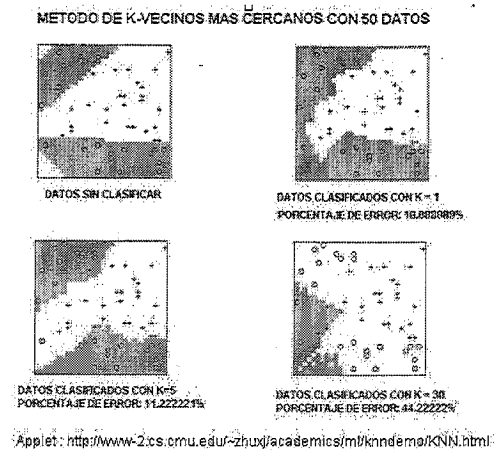 METODO DE K-VECINOS MAS CERCANOS CON 50 DATOS
DATOS SIN CLASIFICAR
DATOS CLASIFICADOS CON K = 1
PORCENTAJE DE ERROR:
DATOS CLASIFICADOS CON K=5
PORCENTAJE DE ERROR: 11.222221%
DATOS CLASIFICADOS CON K = 30
PORCENTAJE DE ERROR: 44.22222%
Applet : http://www-2.cs.cmu.edu/~zhuxj/academics/ml/knndemo/KNN.html